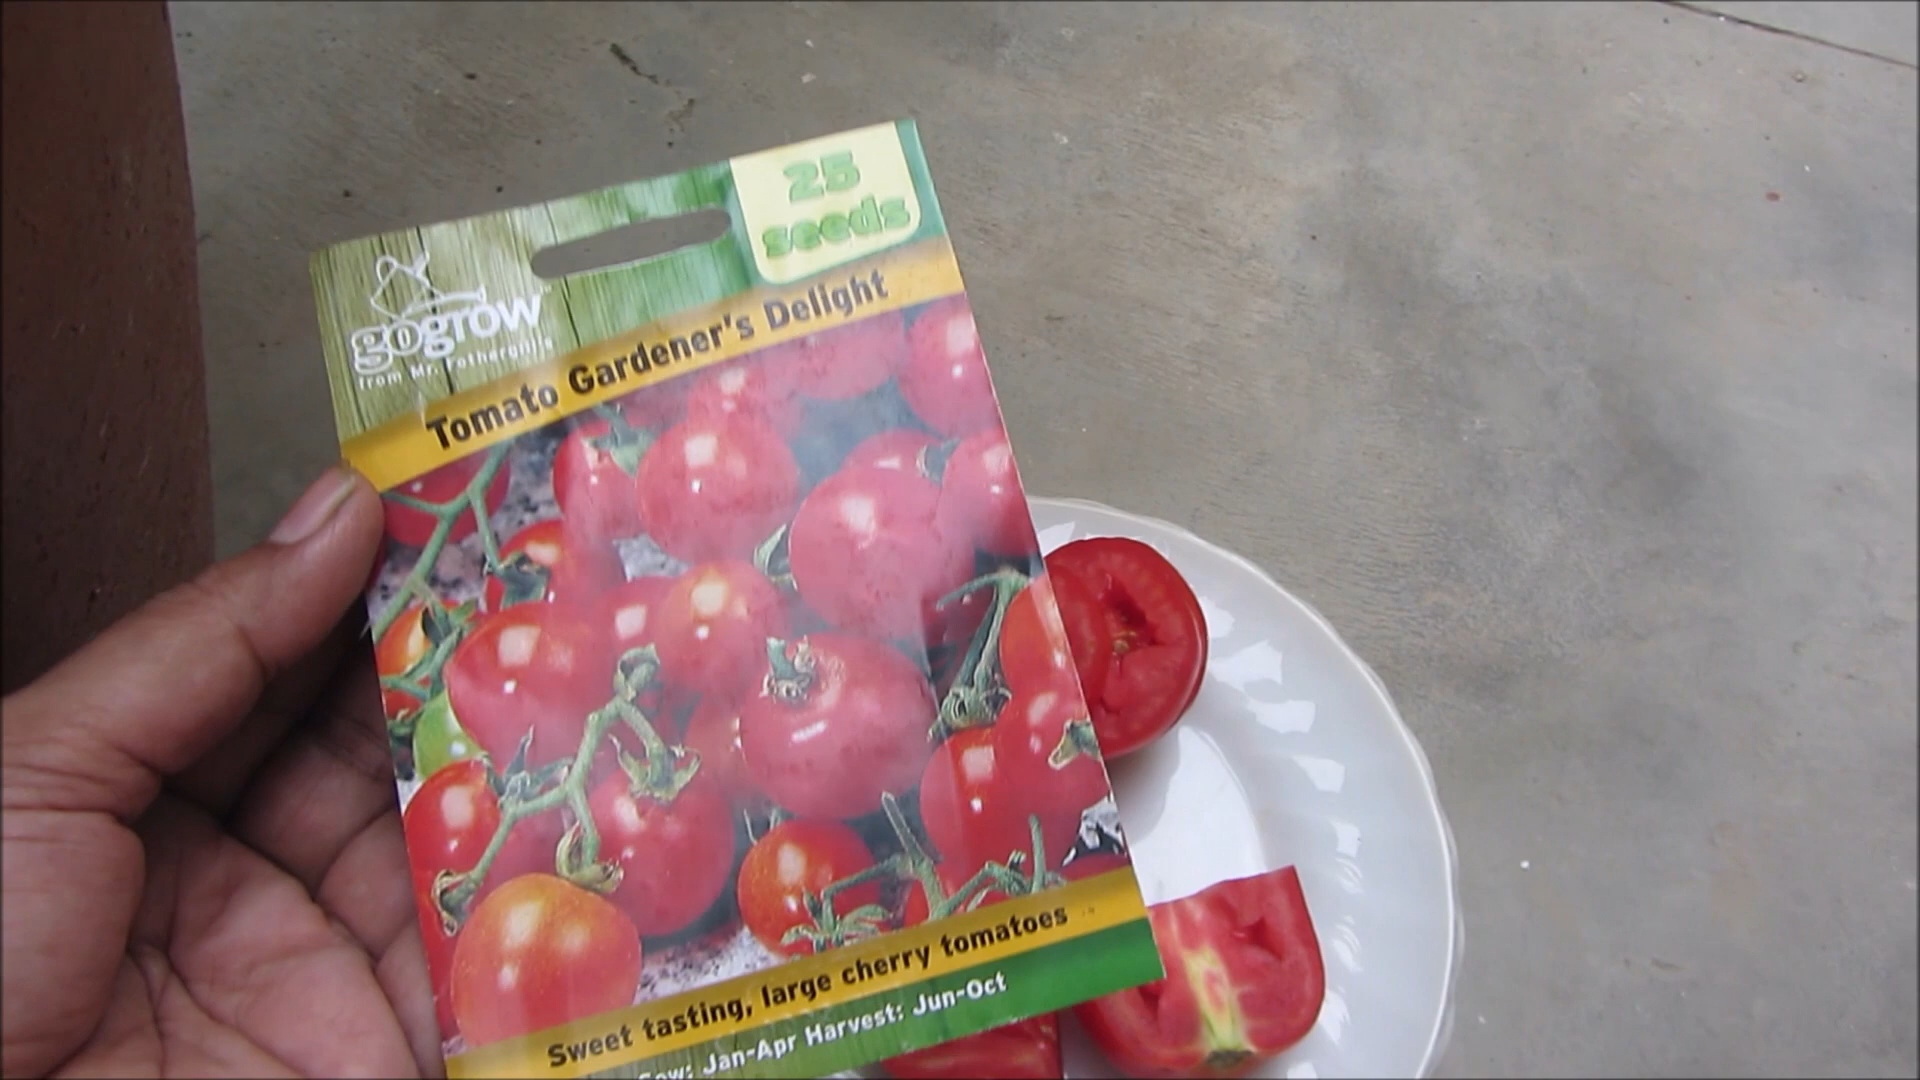 25
seeds
gogrow
from Mr. Fothergill's
Tomato Gardener's Delight
Sweet tasting, large cherry tomatoes
Sow: Jan-Apr Harvest: Jun-Oct